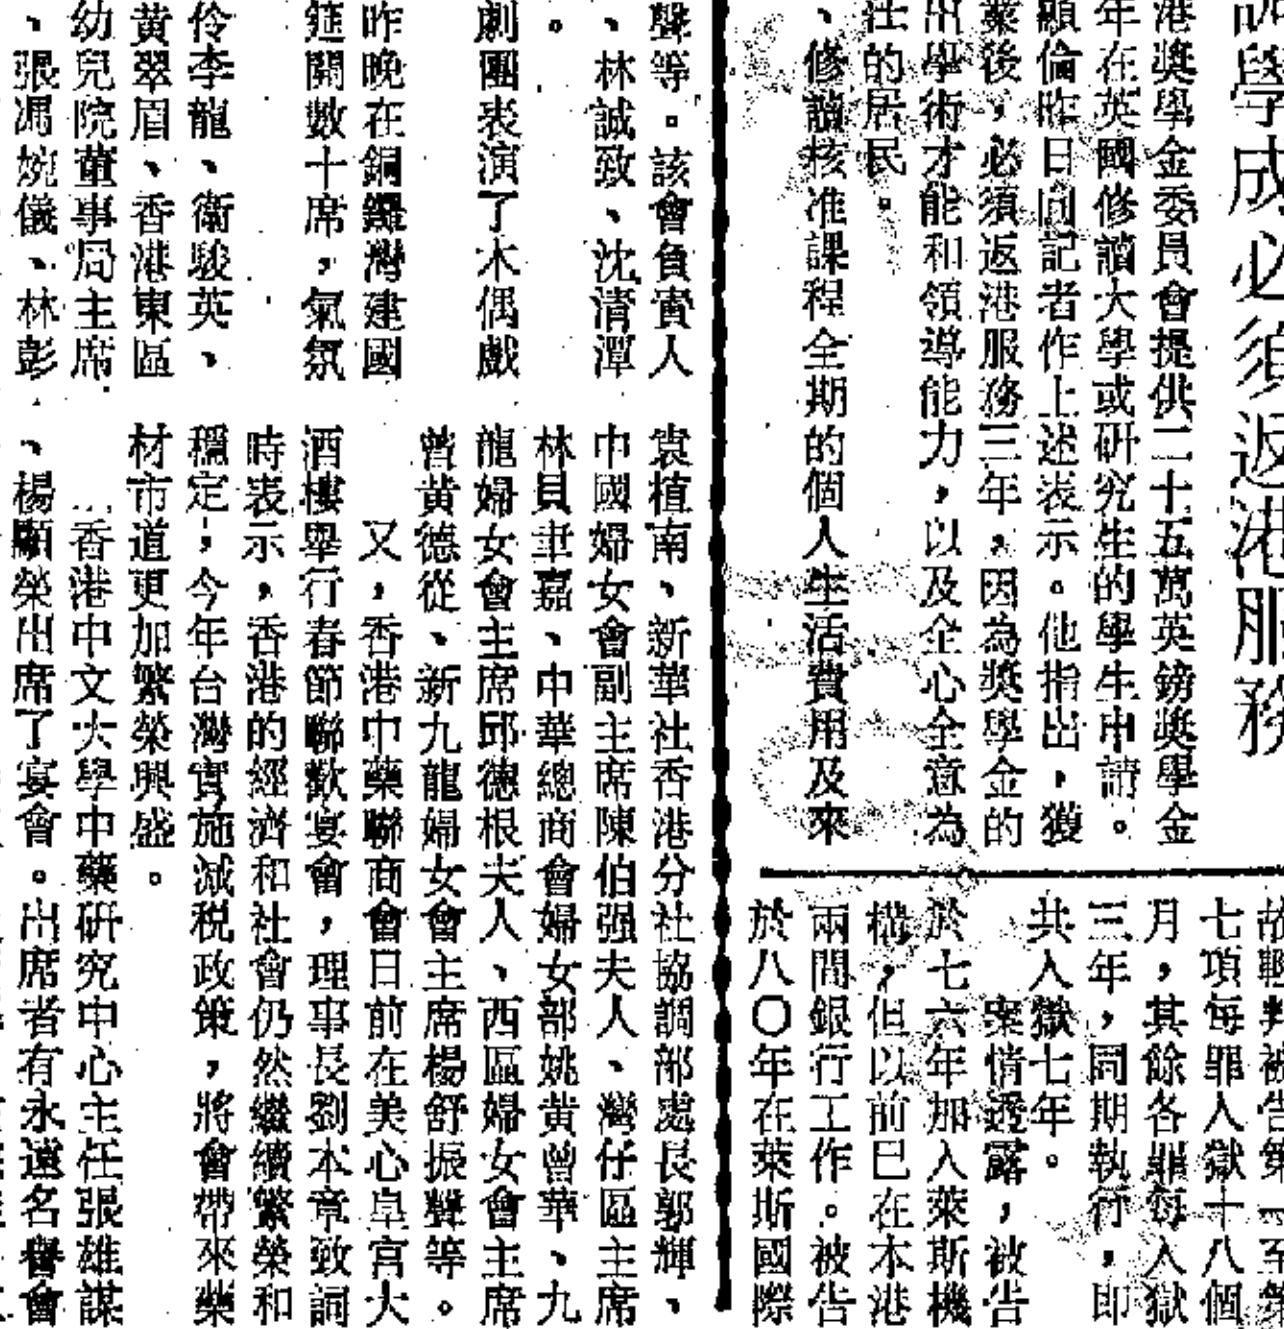 學成必須返港服務
港獎學金委員會提供二十五萬英鎊獎學金
年在英國修讀大學或研究生的學生申請。
顯倫昨日向記者作上述表示。他指出，獲
業後，必須返港服務三年，因為獎學金的
出學術才能和領導能力，以及全心全意為
的居民。
、修讀核准課程全期的個人生活費用及來
被告第一至第
七項每罪入獄十八個
月，其餘各罪每入獄
三年，同期執行，即
共入獄七年。
案情透露，被告
於七六年加入萊斯機
構，但以前已在本港
兩間銀行工作。被告
於八〇年在萊斯國際
聲等。該會負責人
、林誠致、沈清潭
。
劇團表演了木偶戲
昨晚在銅鑼灣建國
筵開數十席，氣氛
伶李龍、衛駿英、
黃翠眉、香港東區
幼兒院董事局主席
、張馮婉儀、林彭
袁植南、新華社香港分社協調部處長郭輝、
中國婦女會副主席陳伯强夫人、灣仔區主席
林貝聿嘉、中華總商會婦女部姚黃曾華、九
龍婦女會主席邱德根夫人、西區婦女會主席
曾黃德從、新九龍婦女會主席楊舒振聲等。
又，香港中藥聯商會日前在美心皇宮大
酒樓舉行春節聯歡宴會，理事長劉本章致詞
時表示，香港的經濟和社會仍然繼續繁榮和
穩定，今年台灣實施減税政策，將會帶來藥
材市道更加繁榮興盛。
香港中文大學中藥研究中心主任張雄謀
、楊顯榮出席了宴會。出席者有永遠名譽會